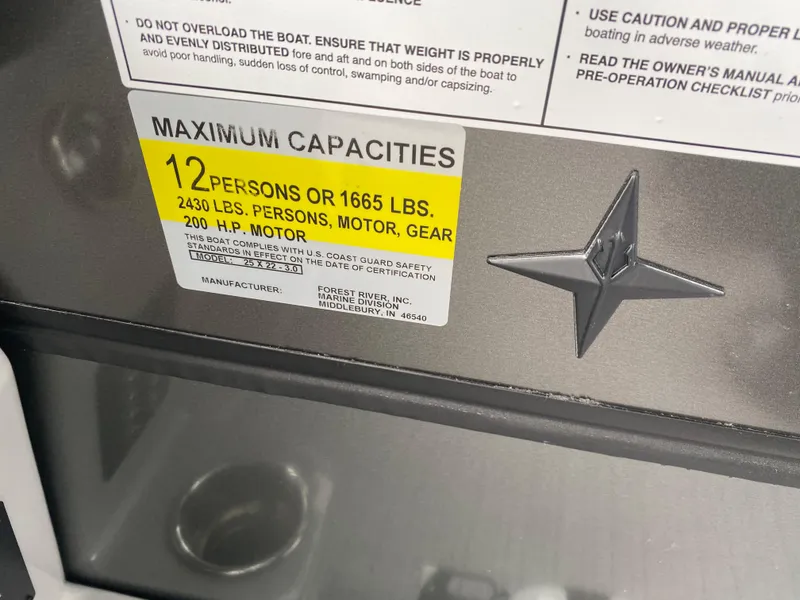 · DO NOT OVERLOAD THE BOAT. ENSURE THAT WEIGHT IS PROPERLY
AND EVENLY DISTRIBUTED fore and aft and on both sides of the boat to
avoid poor handling, sudden loss of control, swamping and/or capsizing.
· USE CAUTION AND PROPER
boating in adverse weather.
· READ THE OWNER'S MANUAL
PRE-OPERATION CHECKLIST
MAXIMUM CAPACITIES
12 PERSONS OR 1665 LBS.
2430 LBS. PERSONS, MOTOR, GEAR
200 H.P. MOTOR
THIS BOAT COMPLIES WITH U.S. COAST GUARD SAFETY
STANDARDS IN EFFECT ON THE DATE OF CERTIFICATION
MODEL: 25 X 22 - 3.0
MANUFACTURER: FOREST RIVER, INC.
MARINE DIVISION
MIDDLEBURY, IN 46540